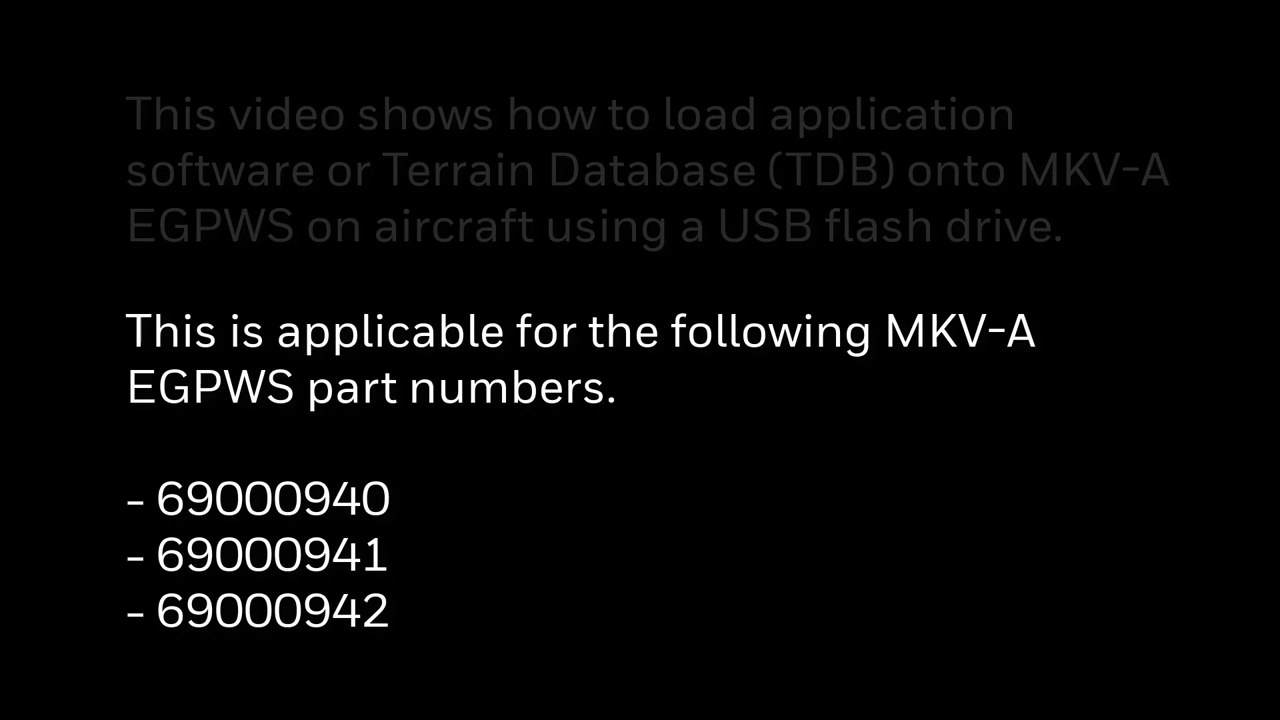 This video shows how to load application
software or Terrain Database (TDB) onto MKV-A
EGPWS on aircraft using a USB flash drive.
This is applicable for the following MKV-A
EGPWS part numbers.
- 69000940
- 69000941
- 69000942